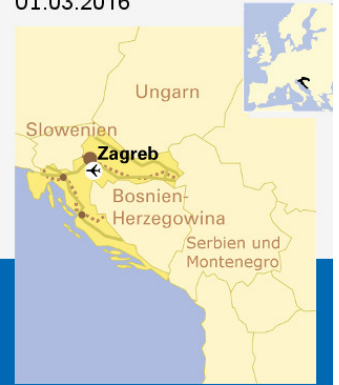 01.03.2016
Ungarn
Slowenien
Zagreb
Bosnien-
Herzegowina
Serbien und
Montenegro